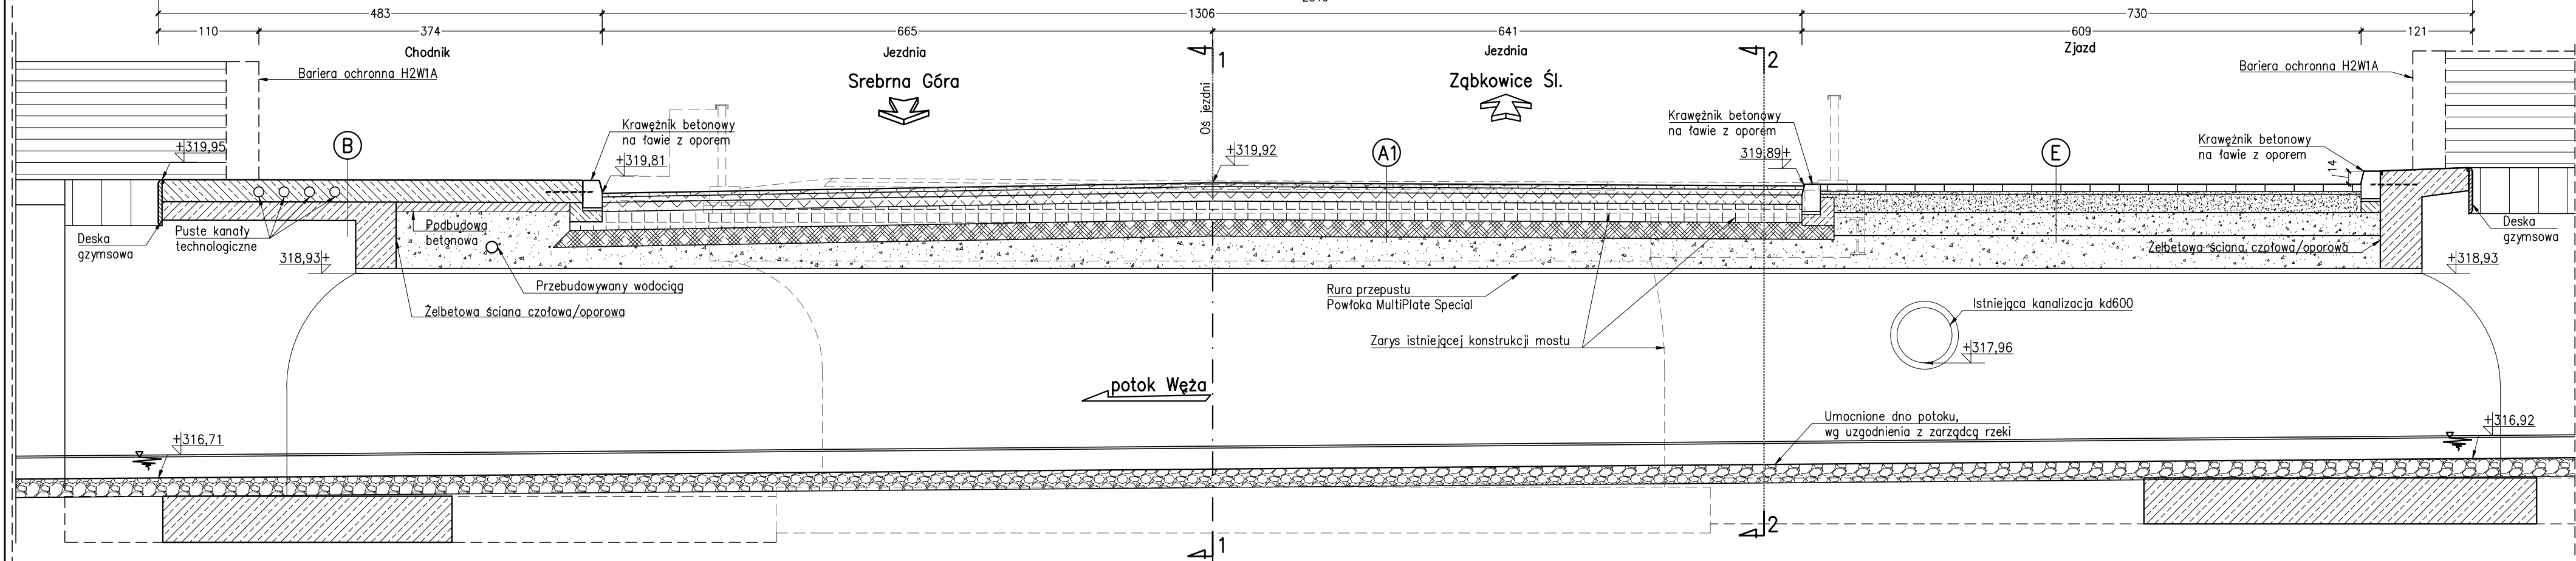 483
1306
730
110
374
665
641
609
121
Chodnik
Jezdnia
Jezdnia
Zjazd
1
2
Bariera ochronna H2W1A
Srebrna Góra
Oś jezdni
Ząbkowice Śl.
Bariera ochronna H2W1A
Krawężnik betonowy
na ławie z oporem
Krawężnik betonowy
na ławie z oporem
Krawężnik betonowy
na ławie z oporem
+319,95
B
+319,81
+319,92
A1
319,89+
E
14
Deska
gzymsowa
Puste kanały
technologiczne
Podbudowa
betonowa
318,93+
Przebudowywany wodociąg
Żelbetowa ściana czołowa/oporowa
Rura przepustu
Powłoka MultiPlate Special
Zarys istniejącej konstrukcji mostu
Istniejąca kanalizacja kd600
+317,96
Żelbetowa ściana czołowa/oporowa
+318,93
Deska
gzymsowa
potok Węża
Umocnione dno potoku,
wg uzgodnienia z zarządcą rzeki
+316,71
+316,92
1
2